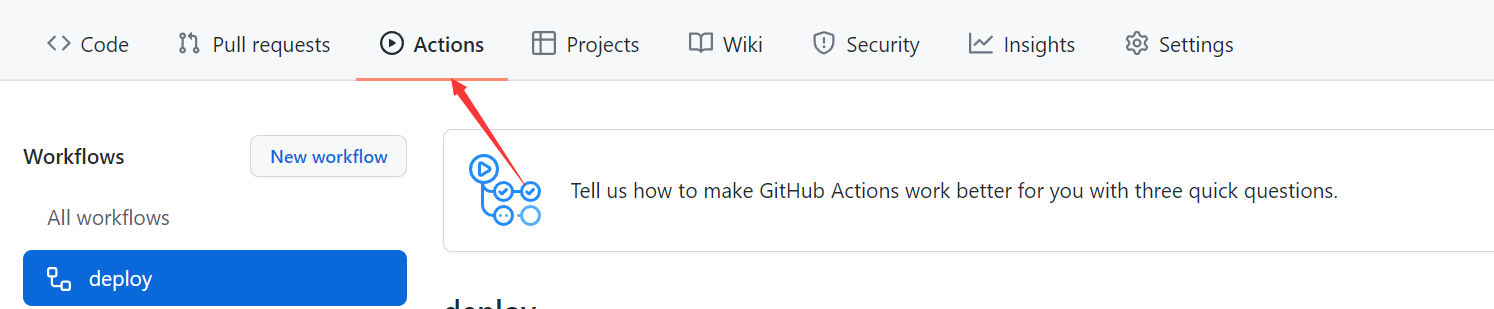 Code Pull requests Actions Projects Wiki Security Insights Settings
Workflows New workflow
Tell us how to make GitHub Actions work better for you with three quick questions.
All workflows
deploy
deploy